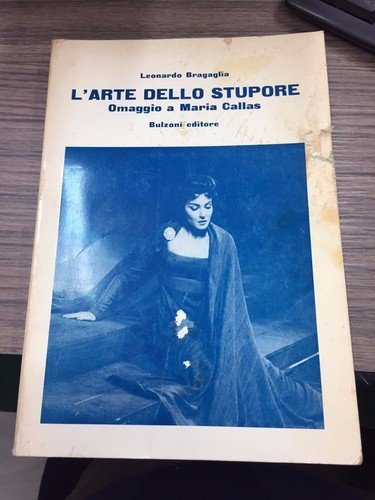 Leonardo Bragaglia
L'ARTE DELLO STUPORE
Omaggio a Maria Callas
Bulzoni editore